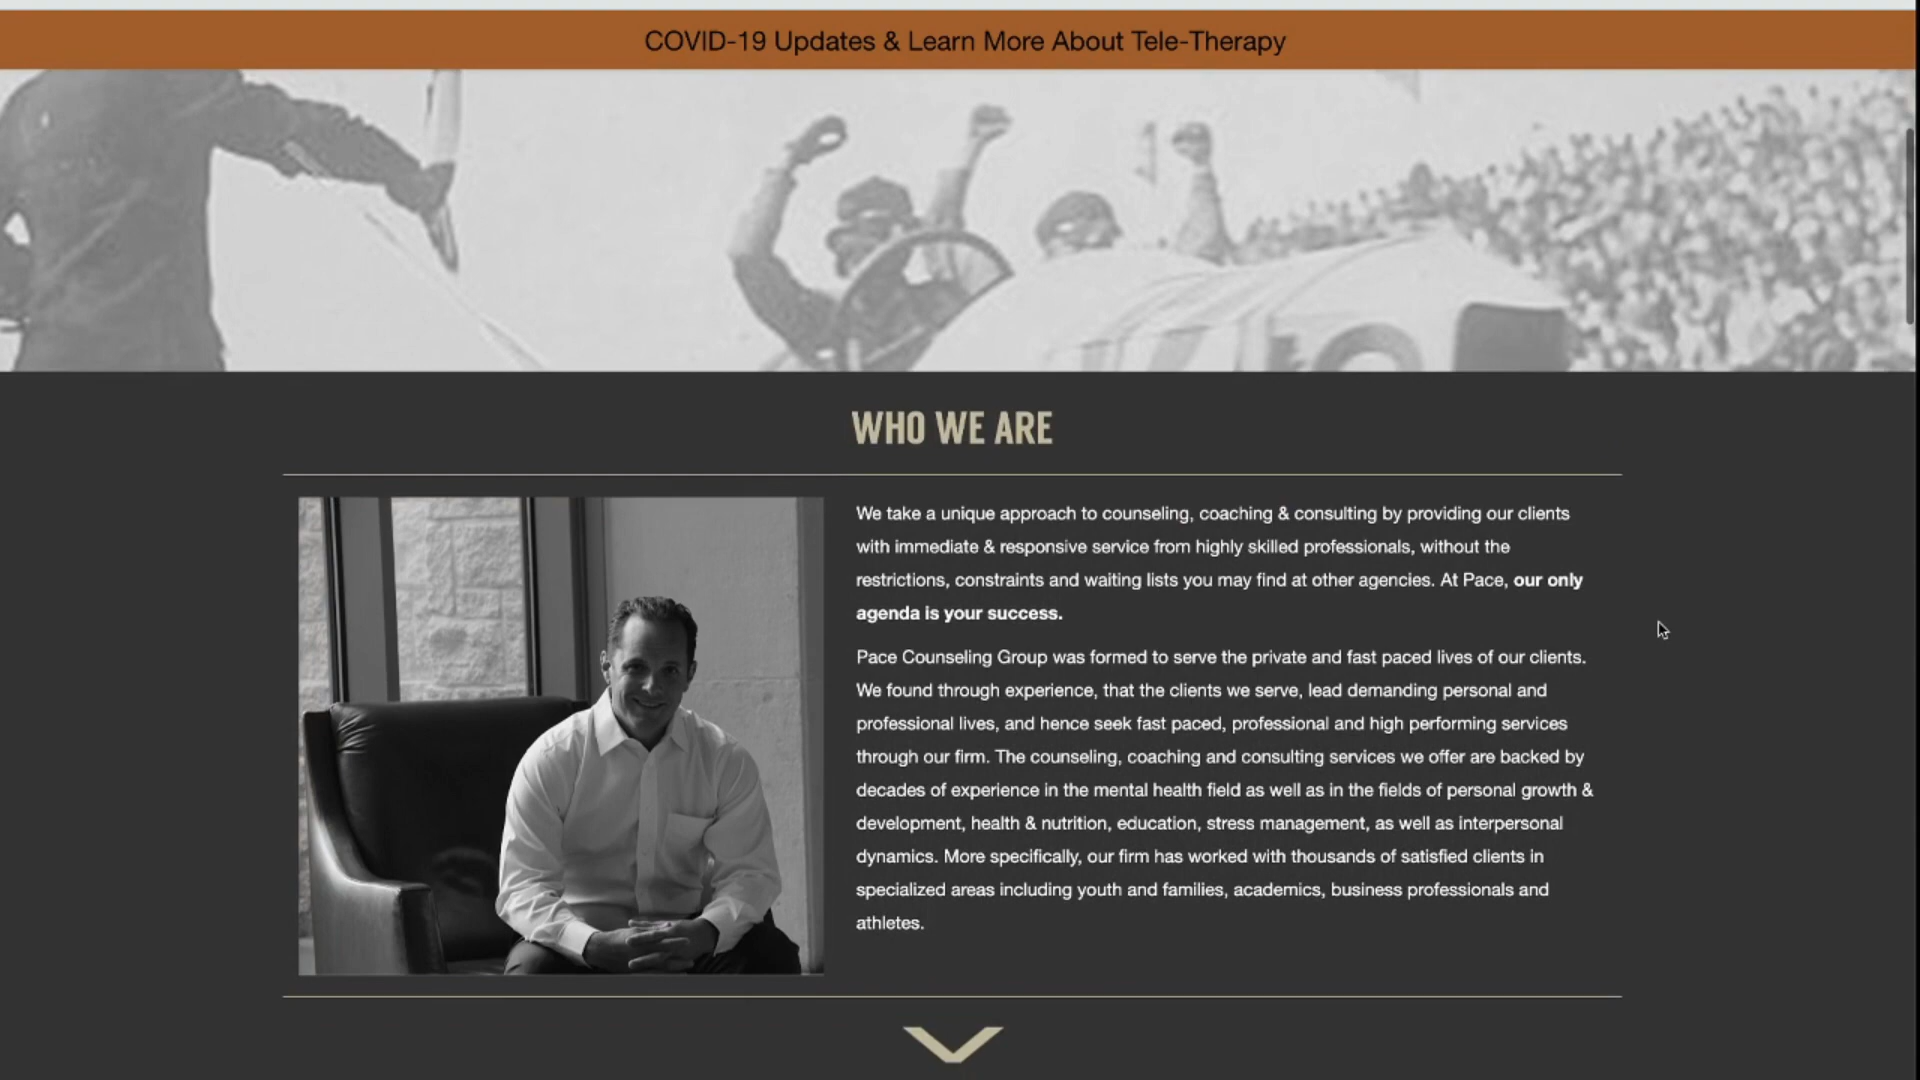 COVID-19 Updates & Learn More About Tele-Therapy
WHO WE ARE
We take a unique approach to counseling, coaching & consulting by providing our clients
with immediate & responsive service from highly skilled professionals, without the
restrictions, constraints and waiting lists you may find at other agencies. At Pace, our only
agenda is your success.
Pace Counseling Group was formed to serve the private and fast paced lives of our clients.
We found through experience, that the clients we serve, lead demanding personal and
professional lives, and hence seek fast paced, professional and high performing services
through our firm. The counseling, coaching and consulting services we offer are backed by
decades of experience in the mental health field as well as in the fields of personal growth &
development, health & nutrition, education, stress management, as well as interpersonal
dynamics. More specifically, our firm has worked with thousands of satisfied clients in
specialized areas including youth and families, academics, business professionals and
athletes.